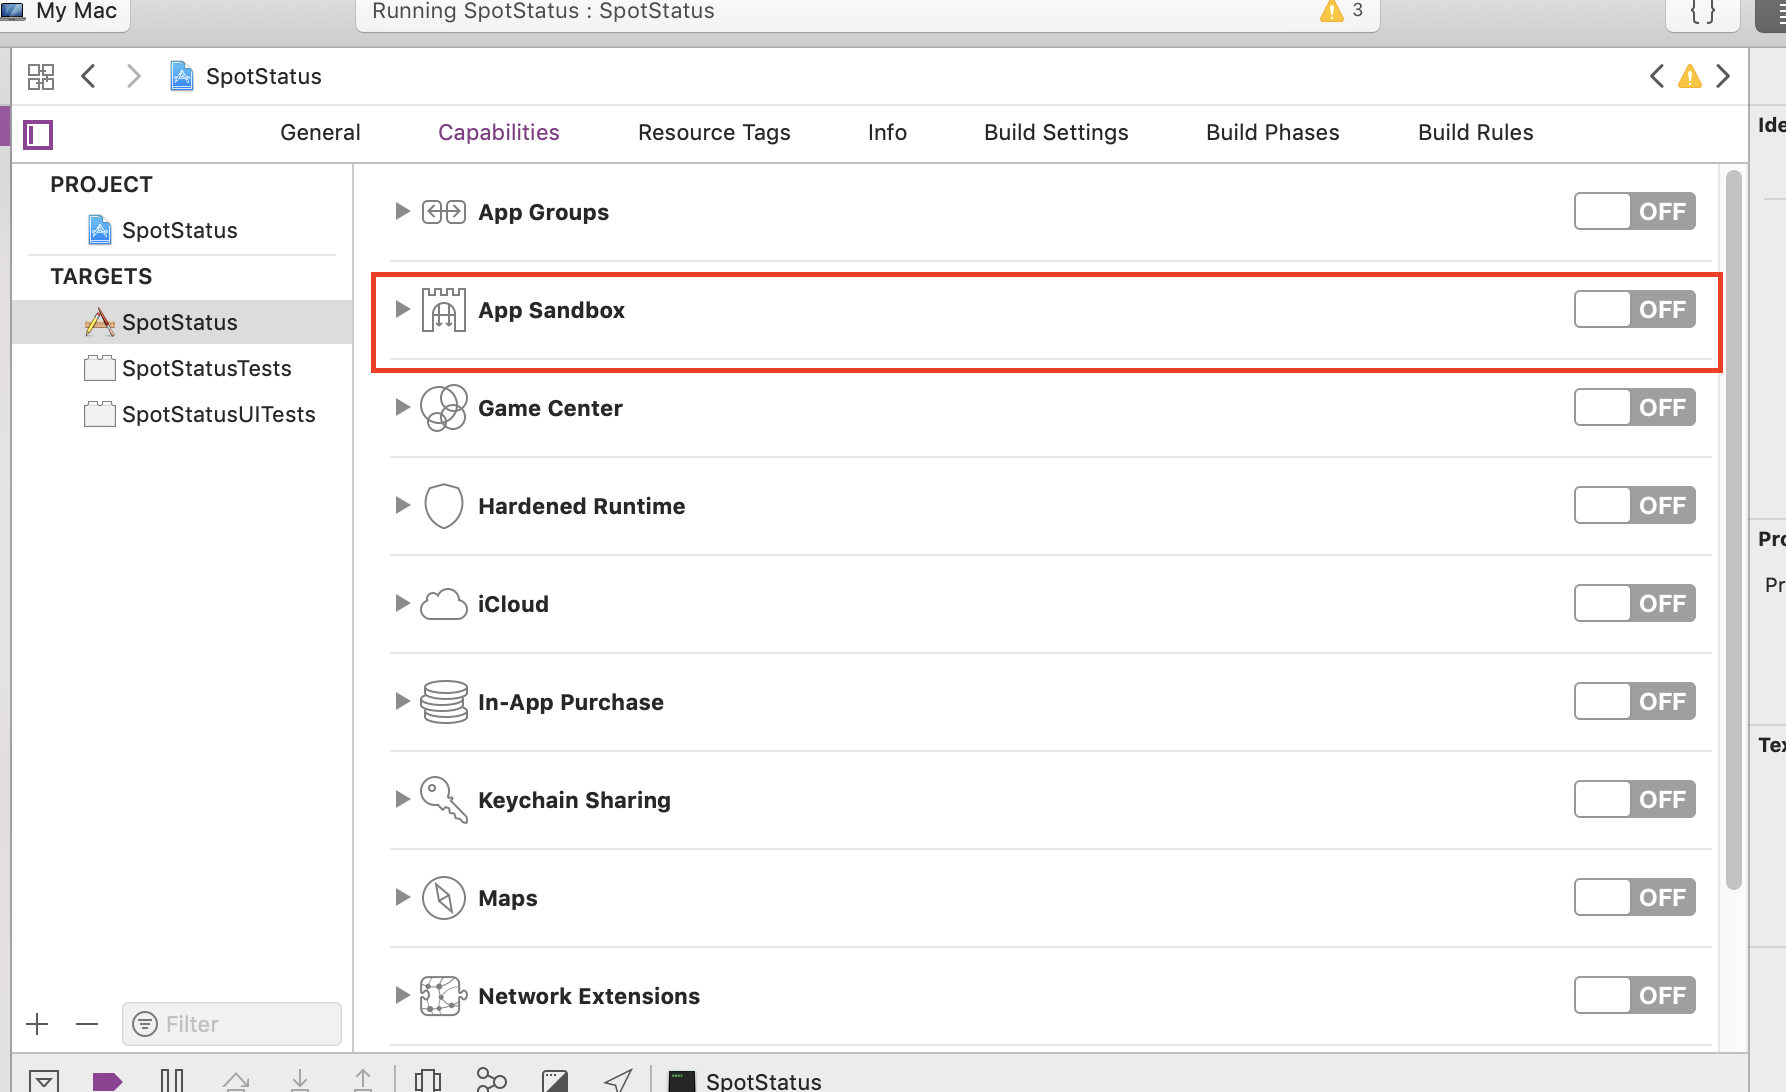 My Mac
Running SpotStatus : SpotStatus
3
{ }
SpotStatus
General
Capabilities
Resource Tags
Info
Build Settings
Build Phases
Build Rules
Ide
PROJECT
SpotStatus
TARGETS
SpotStatus
SpotStatusTests
SpotStatusUITests
App Groups
OFF
App Sandbox
OFF
Game Center
OFF
Hardened Runtime
OFF
iCloud
OFF
In-App Purchase
OFF
Keychain Sharing
OFF
Maps
OFF
Network Extensions
OFF
Pro
Pr
Tex
Filter
SpotStatus